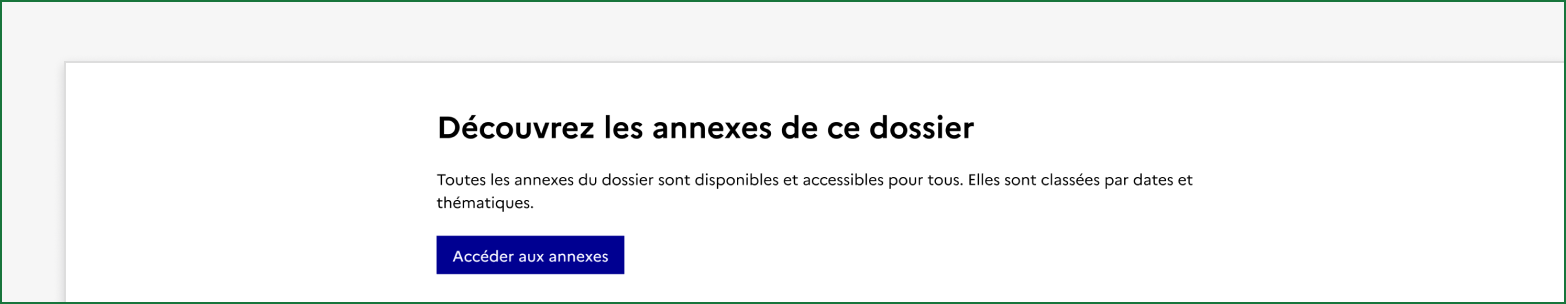 Découvrez les annexes de ce dossier
Toutes les annexes du dossier sont disponibles et accessibles pour tous. Elles sont classées par dates et
thématiques.
Accéder aux annexes